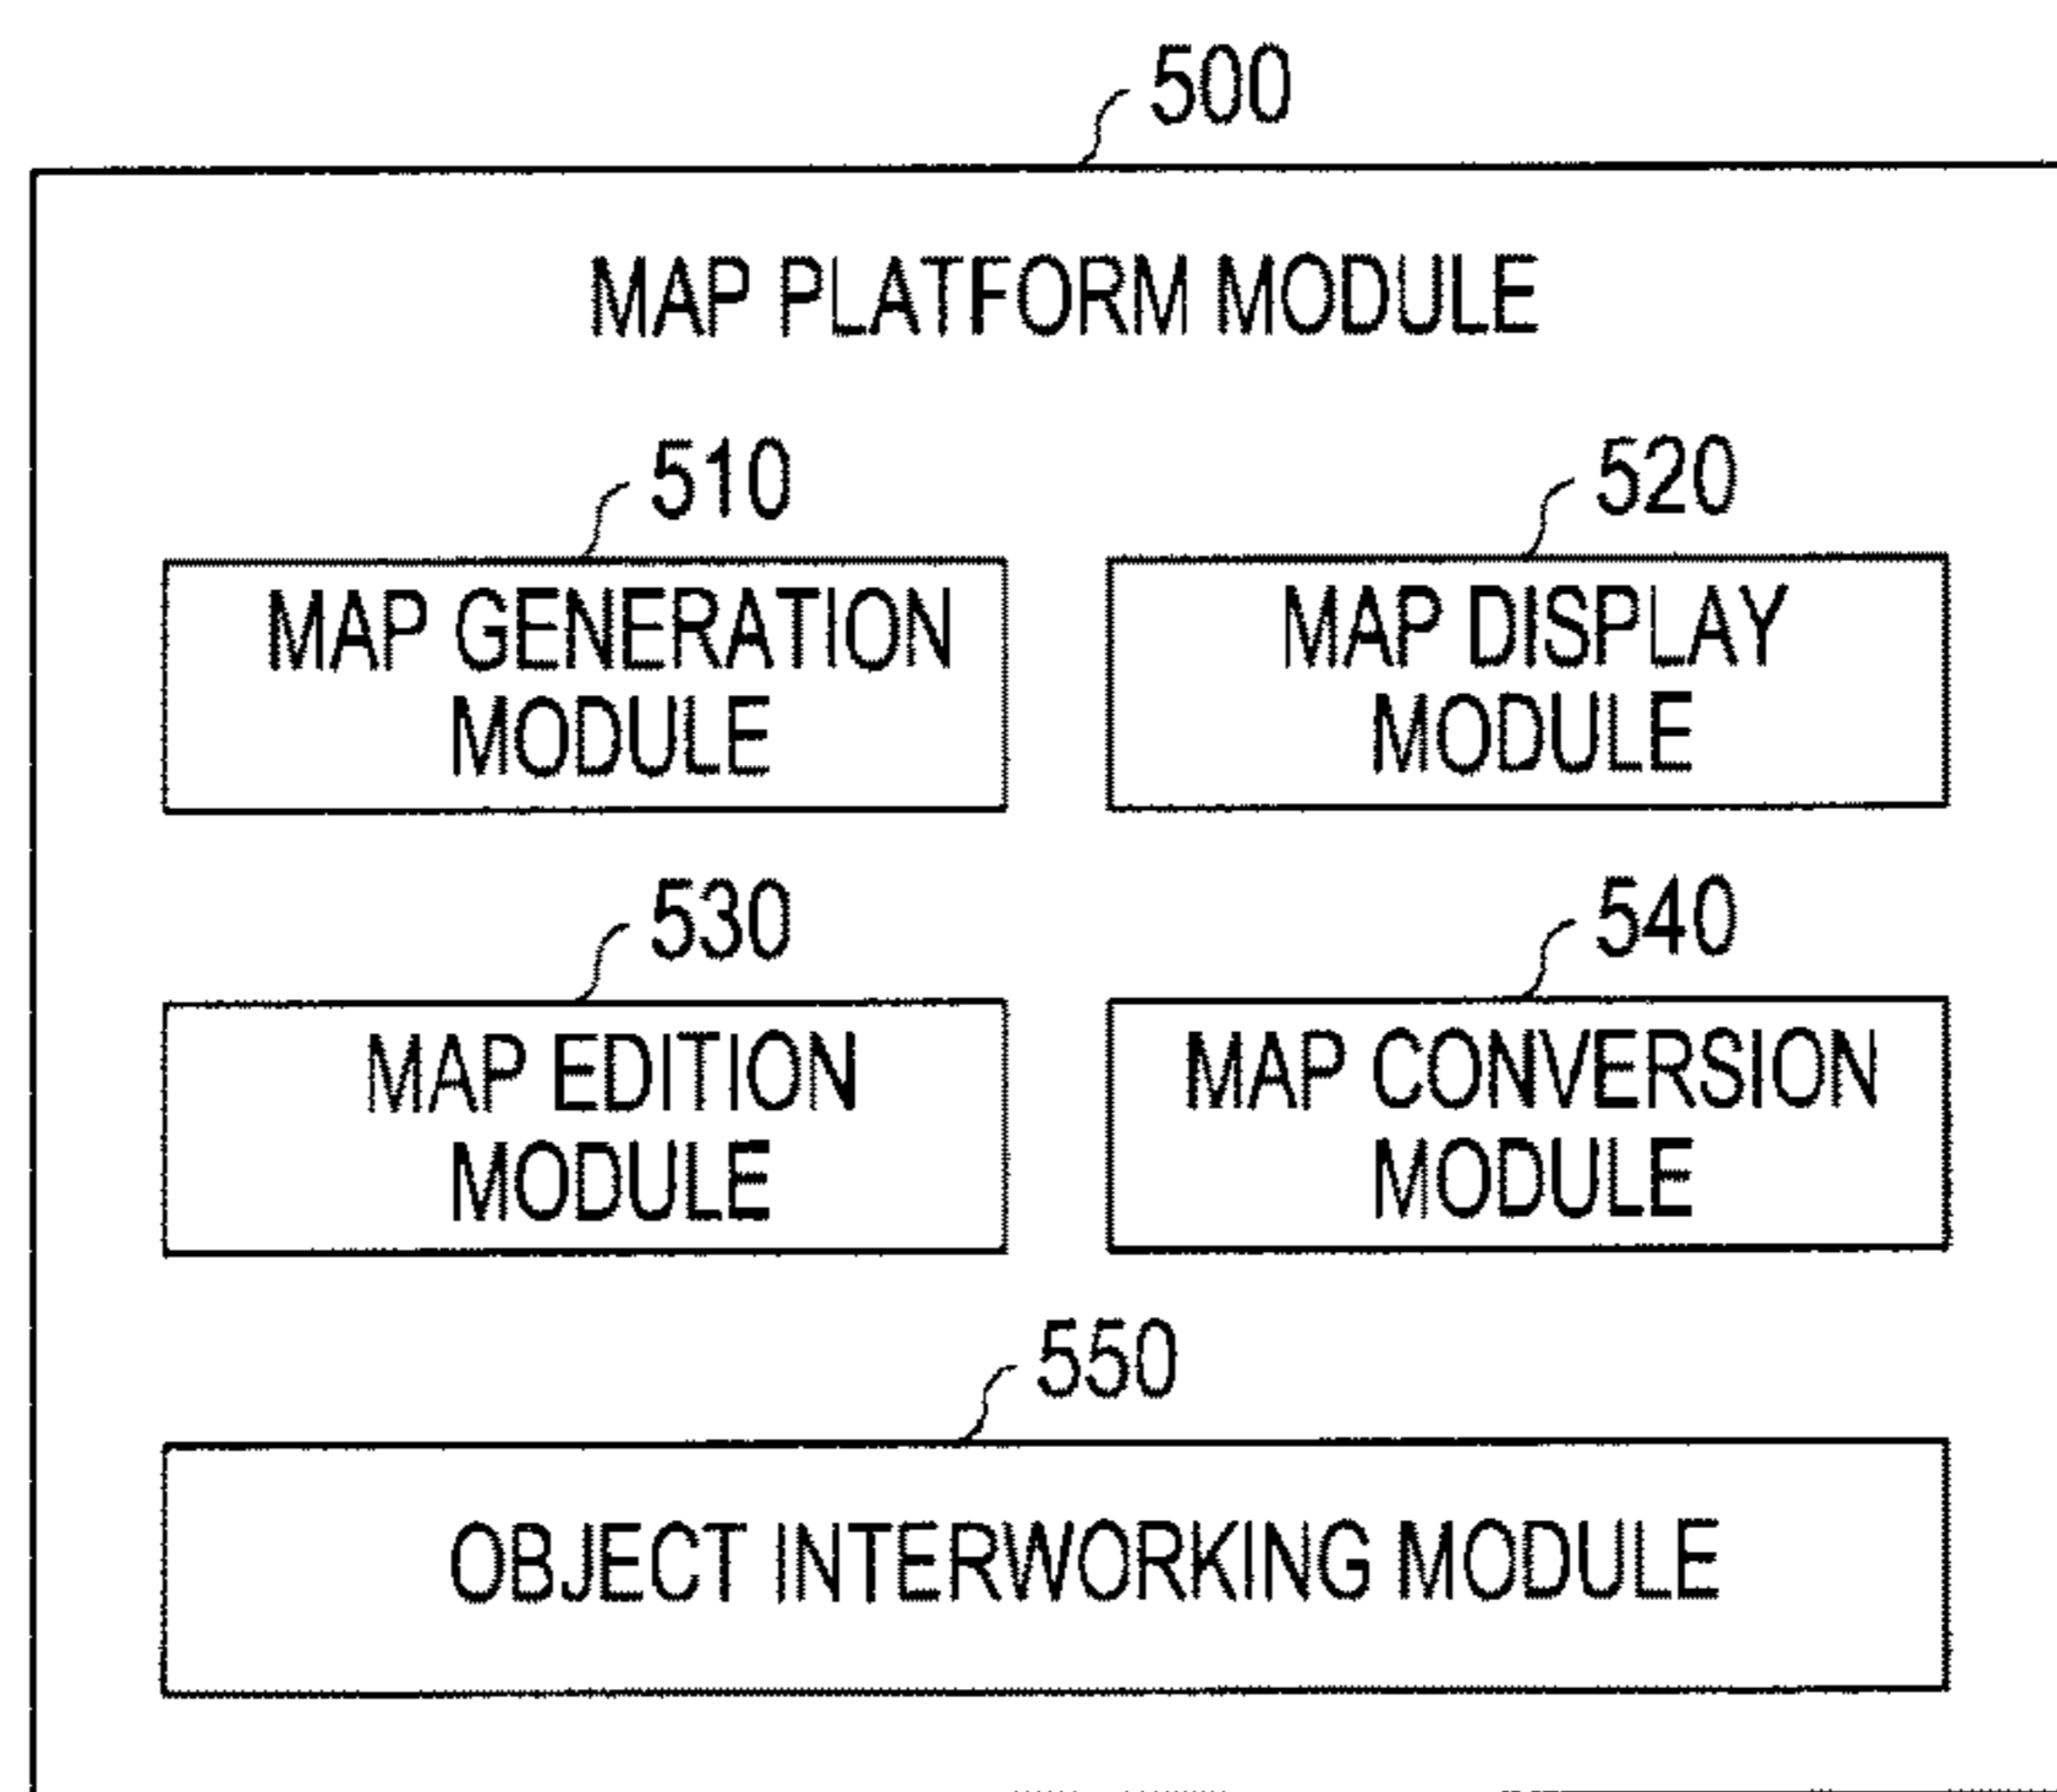 500
MAP PLATFORM MODULE
510
520
MAP GENERATION
MODULE
MAP DISPLAY
MODULE
530
540
MAP EDITION
MODULE
MAP CONVERSION
MODULE
550
OBJECT INTERWORKING MODULE